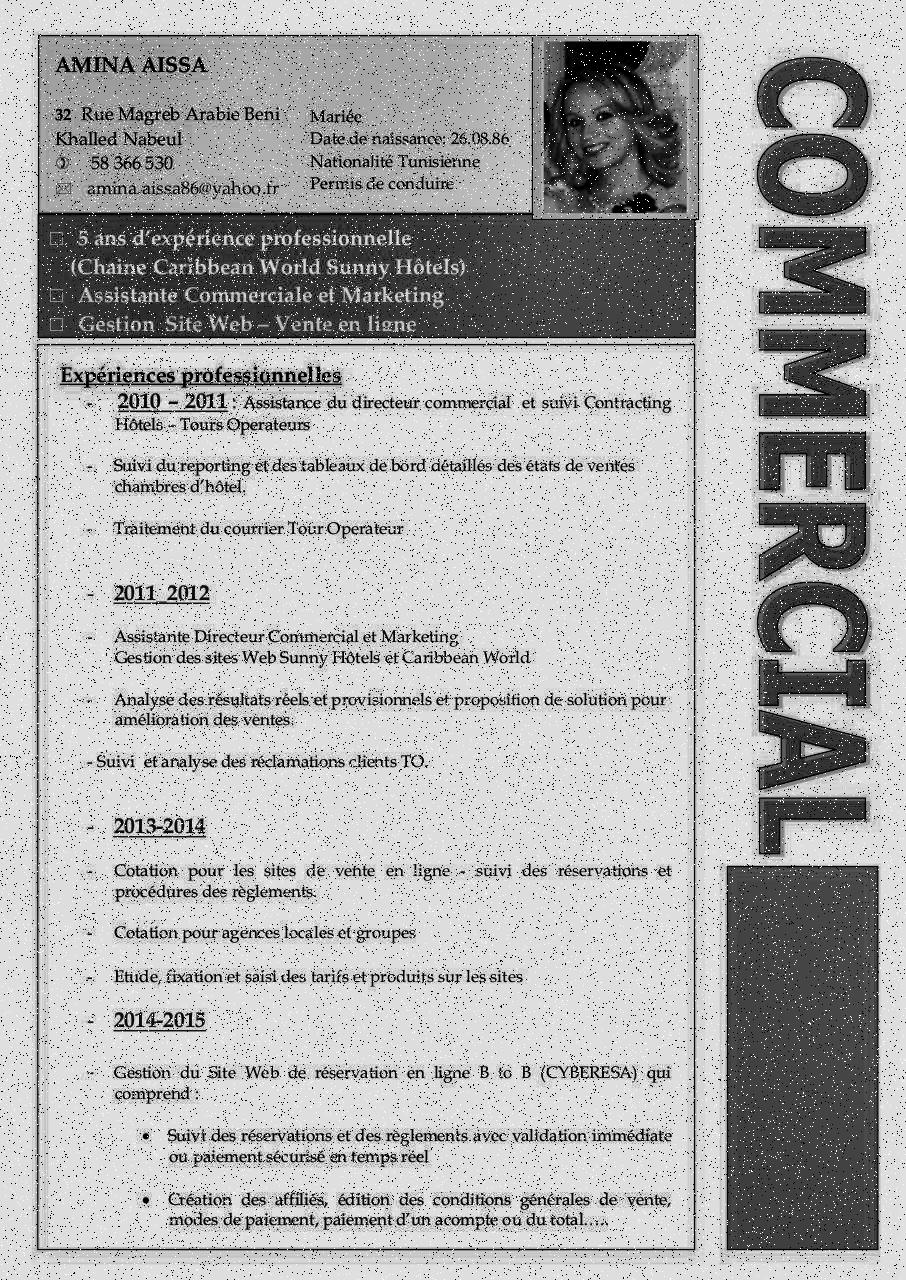 AMINA AISSA
32 Rue Magreb Arabie Beni
Khalled Nabeul
58 366 530
amina.aissa86@yahoo.fr
Mariée
Date de naissance: 26.08.86
Nationalité Tunisienne
Permis de conduire
5 ans d'expérience professionnelle
(Chaine Caribbean World Sunny Hôtels)
Assistante Commerciale et Marketing
Gestion Site Web – Vente en ligne
COMMERCIAL
Expériences professionnelles
- 2010 – 2011 : Assistance du directeur commercial et suivi Contracting
Hôtels – Tours Operateurs
- Suivi du reporting et des tableaux de bord détaillés des états de ventes
chambres d'hôtel.
- Traitement du courrier Tour Operateur
- 2011_2012
- Assistante Directeur Commercial et Marketing
Gestion des sites Web Sunny Hôtels et Caribbean World
- Analyse des résultats réels et provisionnels et proposition de solution pour
amélioration des ventes.
- Suivi et analyse des réclamations clients TO.
- 2013-2014
- Cotation pour les sites de vente en ligne - suivi des réservations et
procédures des règlements.
- Cotation pour agences locales et groupes
- Etude, fixation et saisi des tarifs et produits sur les sites
- 2014-2015
- Gestion du Site Web de réservation en ligne B to B (CYBERESA) qui
comprend :
• Suivi des réservations et des règlements avec validation immédiate
ou paiement sécurisé en temps réel
• Création des affiliés, édition des conditions générales de vente,
modes de paiement, paiement d'un acompte ou du total…..